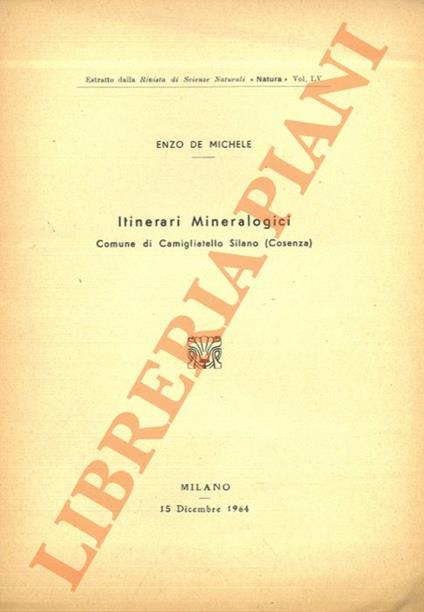 Estratto dalla Rivista di Scienze Naturali « Natura » Vol. LV
ENZO DE MICHELE
Itinerari Mineralogici
Comune di Camigliatello Silano (Cosenza)
MILANO
15 Dicembre 1964
LIBRERIA PIANI